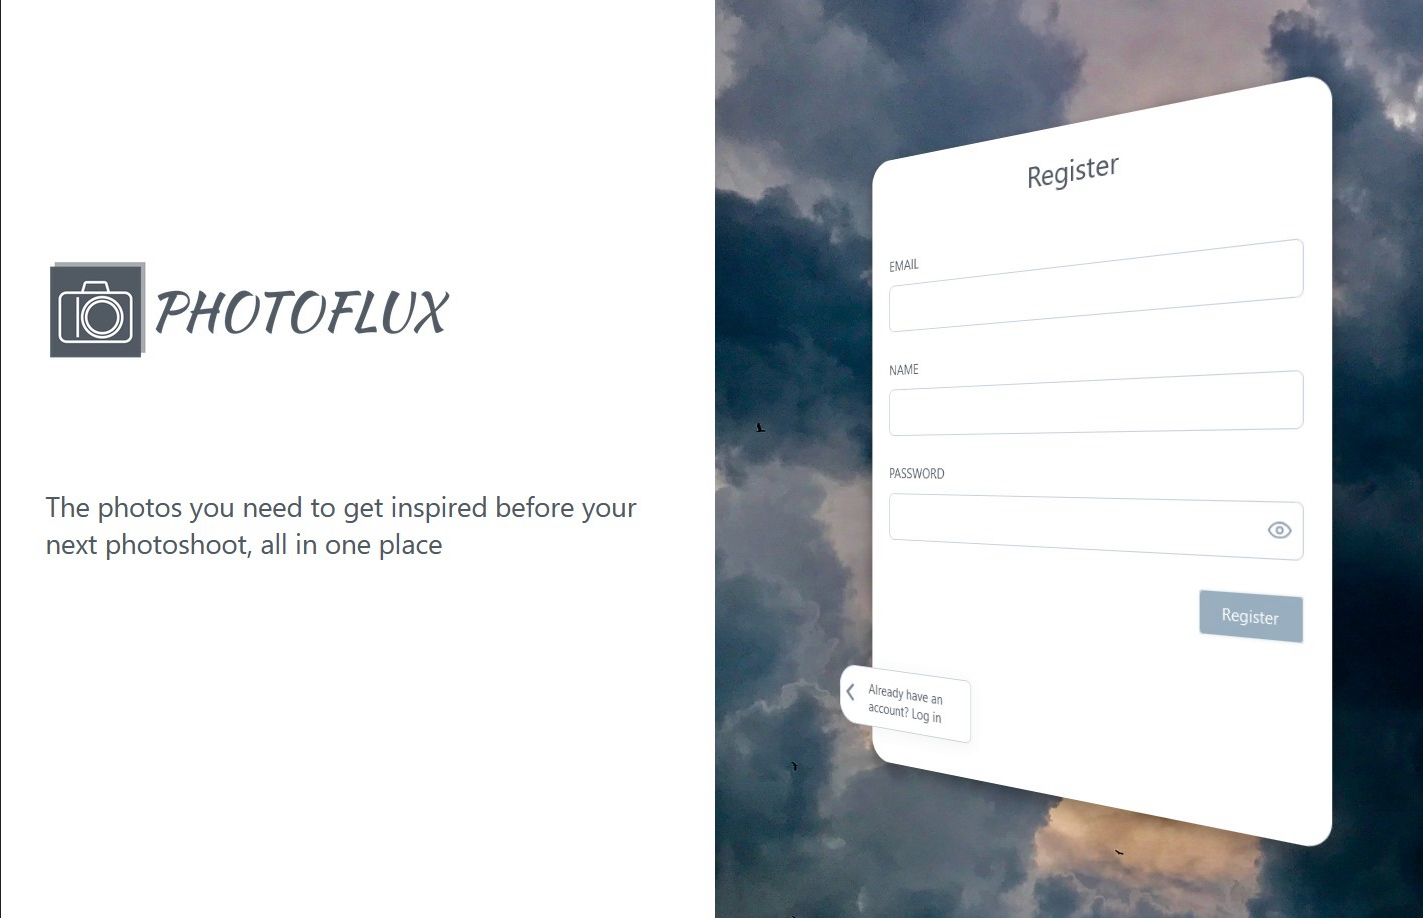 PHOTOFLUX
The photos you need to get inspired before your
next photoshoot, all in one place
Register
EMAIL
NAME
PASSWORD
Register
Already have an
account? Log in